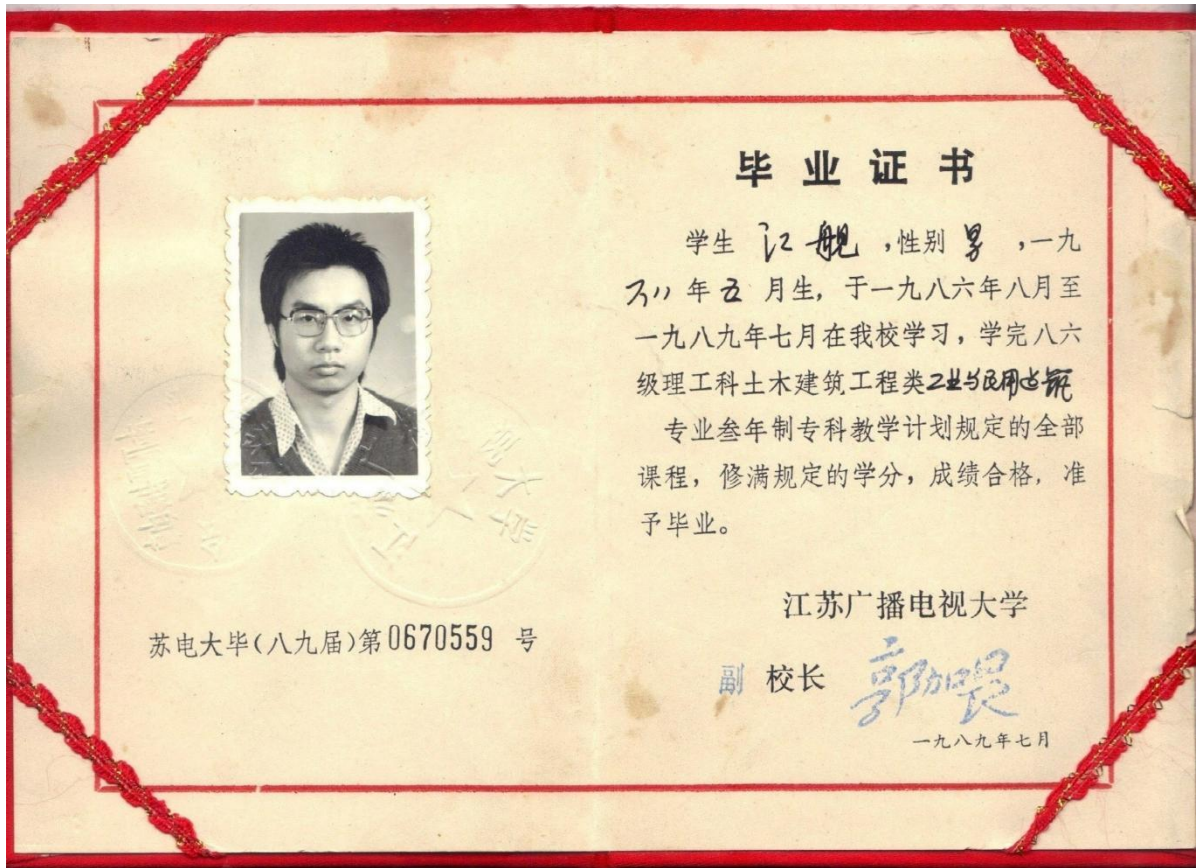 毕业证书
学生 江舰 ,性别 男 ,一九
六八年五月生，于一九八六年八月至
一九八九年七月在我校学习，学完八六
级理工科土木建筑工程类工业与民用建筑
专业叁年制专科教学计划规定的全部
课程，修满规定的学分，成绩合格，准
予毕业。
江苏广播电视大学
副 校长
一九八九年七月
苏电大毕(八九届)第0670559 号